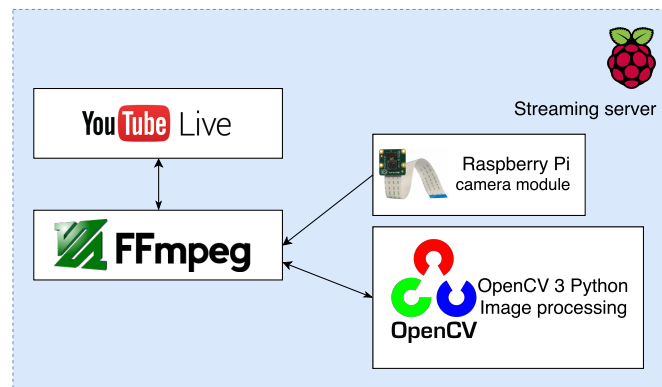 Streaming server
YouTube Live
Raspberry Pi
camera module
FFmpeg
OpenCV 3 Python
Image processing
OpenCV